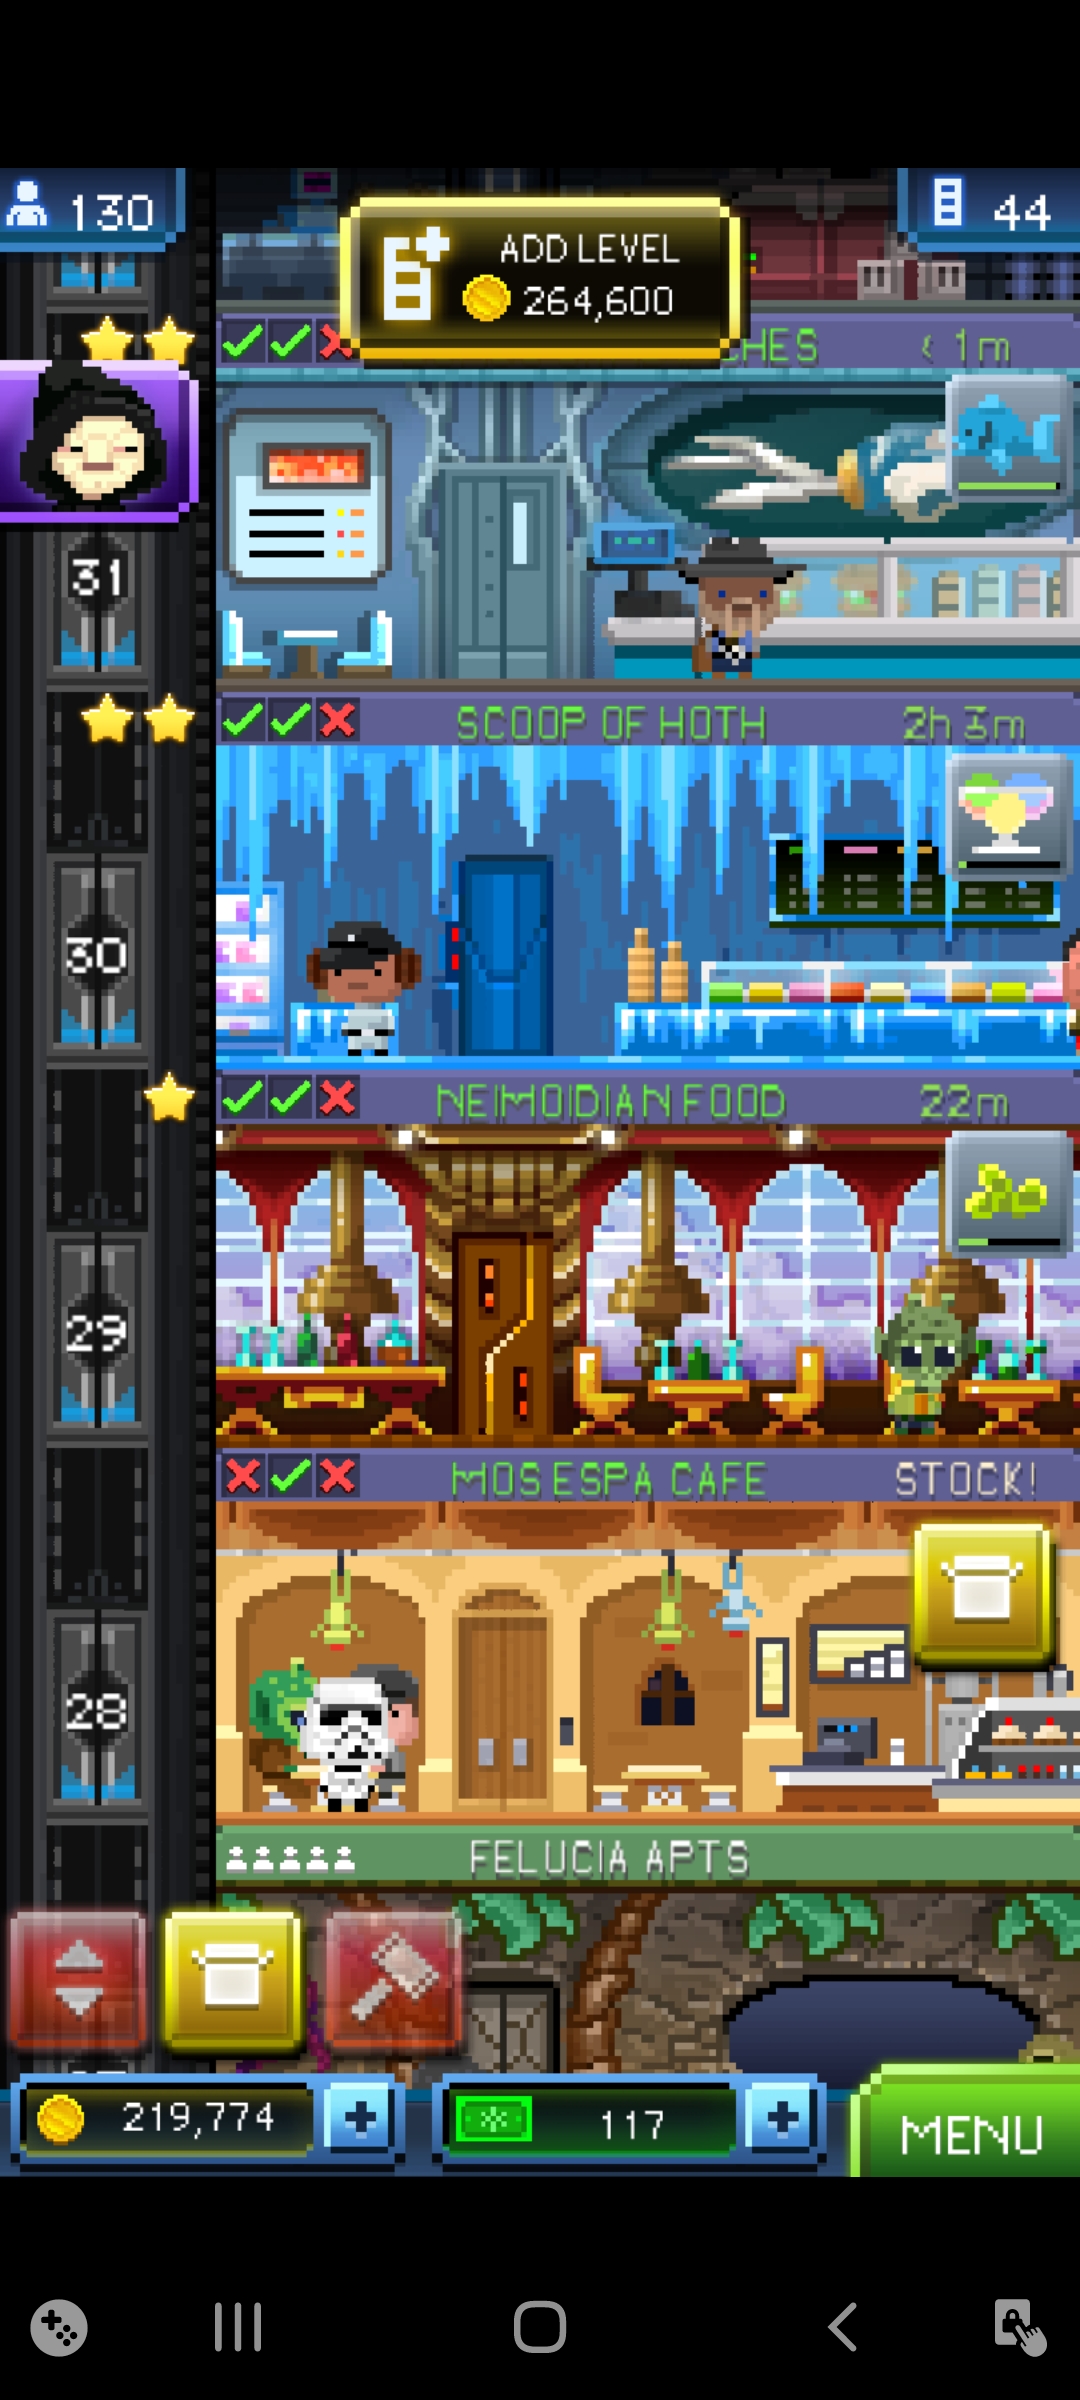 130
ADD LEVEL
264,600
44
CHES
< 1m
31
SCOOP OF HOTH
2h 3m
30
NEIMOIDIAN FOOD
22m
29
MOS ESPA CAFE
STOCK!
28
FELUCIA APTS
219,774
117
MENU